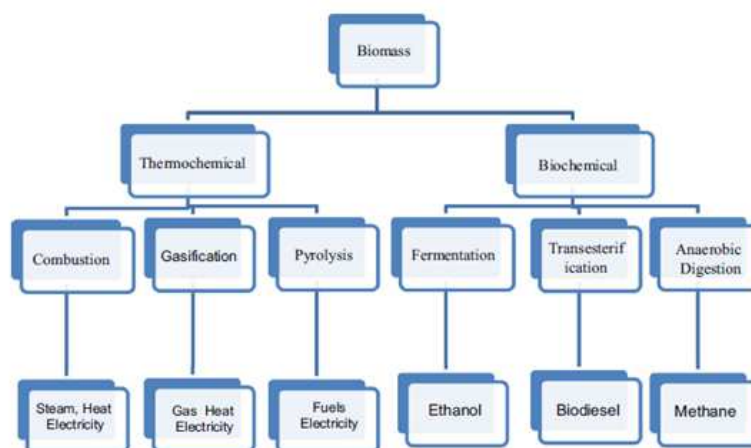 Biomass
Thermochemical
Biochemical
Combustion
Gasification
Pyrolysis
Fermentation
Transesterif
ication
Anaerobic
Digestion
Steam, Heat
Electricity
Gas Heat
Electricity
Fuels
Electricity
Ethanol
Biodiesel
Methane